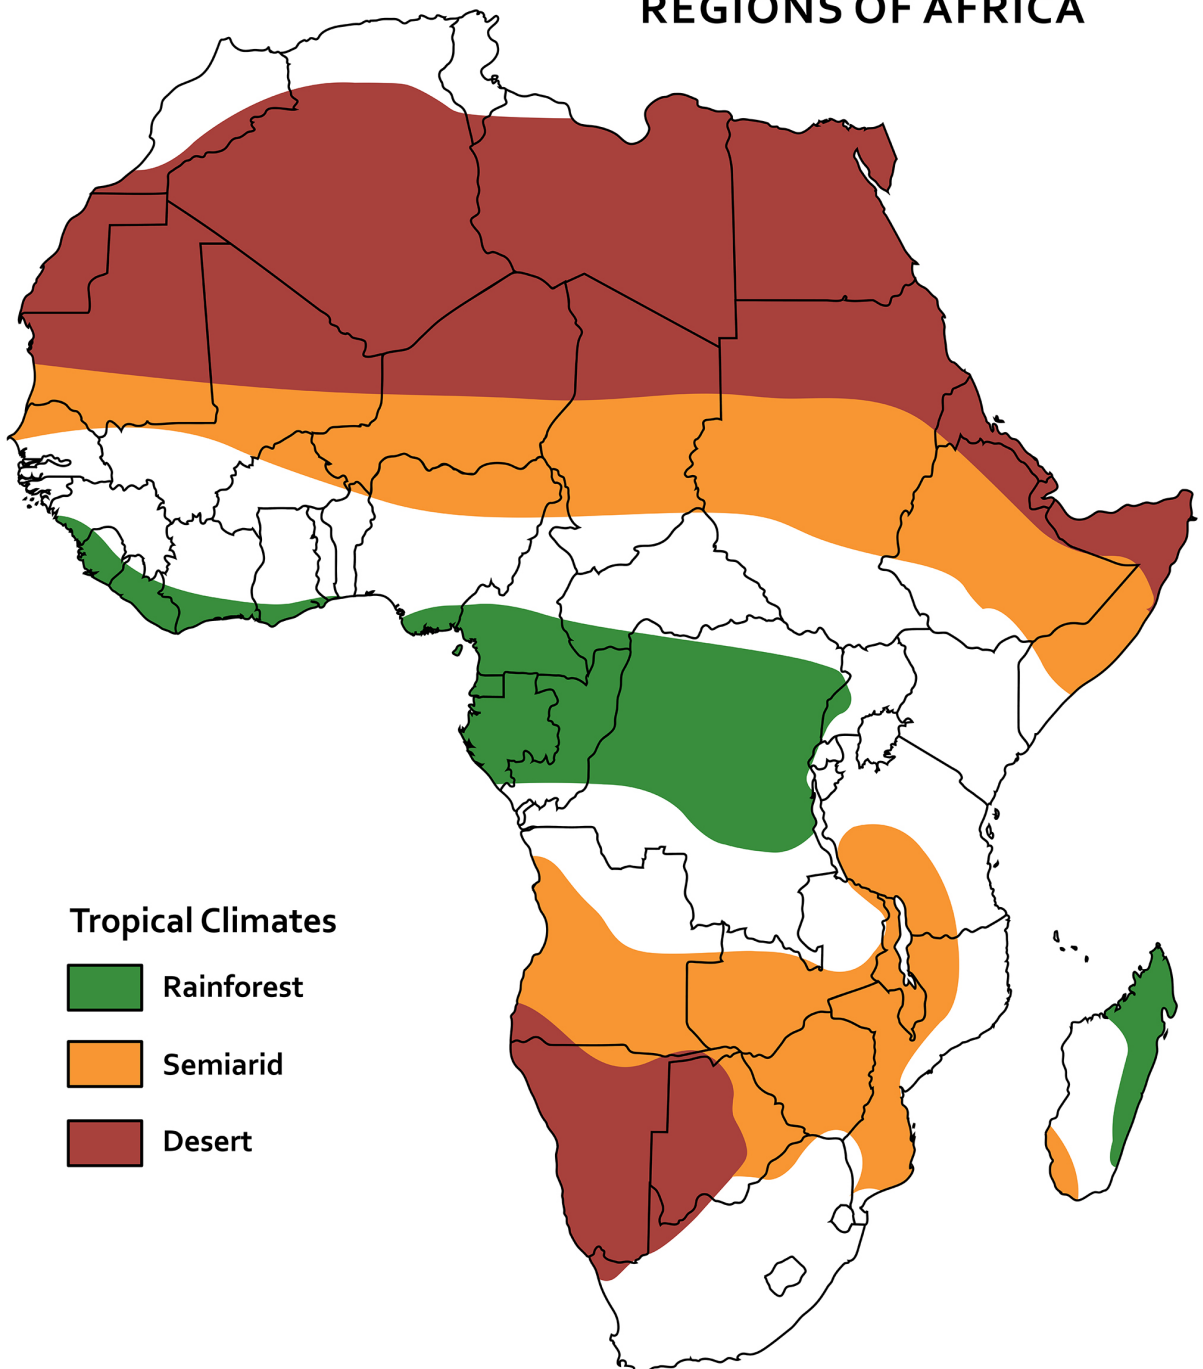 REGIONS OF AFRICA
Tropical Climates
Rainforest
Semiarid
Desert